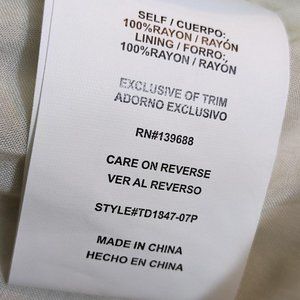 SELF / CUERPO:,
100%RAYON / RAYÓN
LINING / FORRO:,
100%RAYON / RAYÓN
EXCLUSIVE OF TRIM
ADORNO EXCLUSIVO
RN#139688
CARE ON REVERSE
VER AL REVERSO
STYLE#TD1847-07P
MADE IN CHINA
HECHO EN CHINA